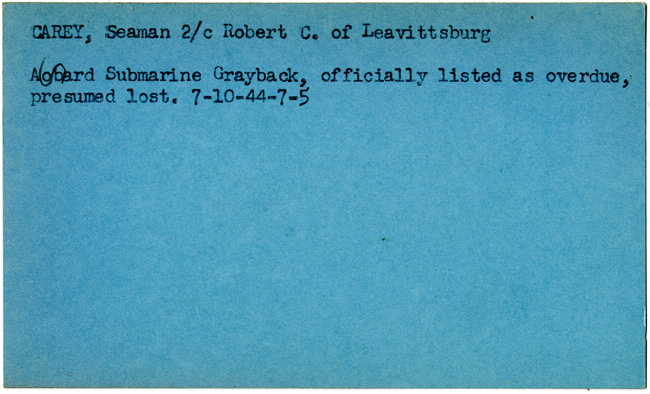 CAREY, Seaman 2/c Robert C. of Leavittsburg
Aboard Submarine Grayback, officially listed as overdue,
presumed lost. 7-10-44-7-5